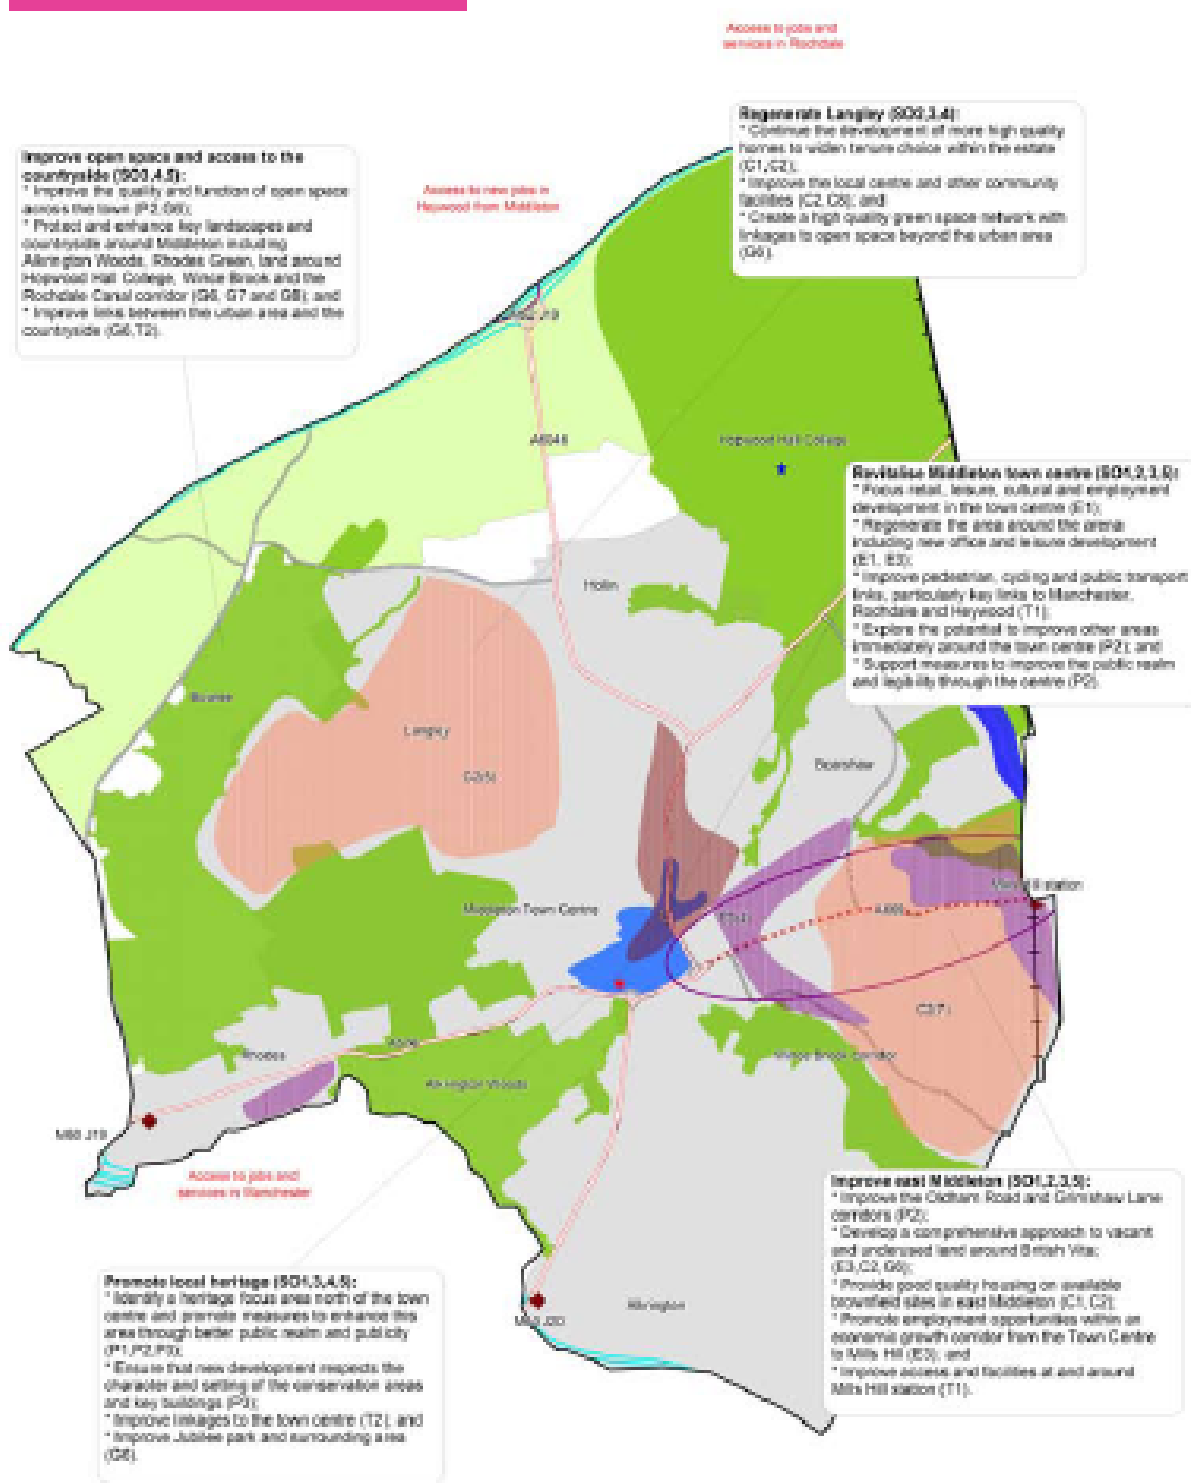 Access to jobs and
services in Rochdale
Regenerate Langley (SO2,3,4):
* Continue the development of more high quality
homes to widen tenure choice within the estate
(C1,C2);
* Improve the local centre and other community
facilities (C2,C8); and
* Create a high quality green space network with
linkages to open space beyond the urban area
(G6).
Improve open space and access to the
countryside (SO3,4,5):
* Improve the quality and function of open space
across the town (P2,G6);
* Protect and enhance key landscapes and
countryside around Middleton including
Alkrington Woods, Rhodes Green, land around
Hopwood Hall College, Wince Brook and the
Rochdale Canal corridor (G6, G7 and G8); and
* Improve links between the urban area and the
countryside (G6,T2).
Access to new jobs in
Heywood from Middleton
J19
A6046
Hopwood Hall College
Revitalise Middleton town centre (SO1,2,3,5):
* Focus retail, leisure, cultural and employment
development in the town centre (E1);
* Regenerate the area around the arena
including new office and leisure development
(E1, E3);
* Improve pedestrian, cycling and public transport
links, particularly key links to Manchester,
Rochdale and Heywood (T1);
* Explore the potential to improve other areas
immediately around the town centre (P2); and
* Support measures to improve the public realm
and legibility through the centre (P2).
Hollin
Bowlee
Langley
C2(5)
Boarshaw
Mills Hill station
Middleton Town Centre
A669
C2(7)
Rhodes
Wince Brook corridor
Alkrington Woods
M60 J19
Access to jobs and
services in Manchester
Improve east Middleton (SO1,2,3,5):
* Improve the Oldham Road and Grimshaw Lane
corridors (P2);
* Develop a comprehensive approach to vacant
and underused land around British Vita;
(E3,C2,G6);
* Provide good quality housing on available
brownfield sites in east Middleton (C1,C2);
* Promote employment opportunities within an
economic growth corridor from the Town Centre
to Mills Hill (E3); and
* Improve access and facilities at and around
Mills Hill station (T1).
Promote local heritage (SO1,3,4,5):
* Identify a heritage focus area north of the town
centre and promote measures to enhance this
area through better public realm and publicity
(P1,P2,P3);
* Ensure that new development respects the
character and setting of the conservation areas
and key buildings (P3);
* Improve linkages to the town centre (T2); and
* Improve Jubilee park and surrounding area
(G6).
Alkrington
M60 J20